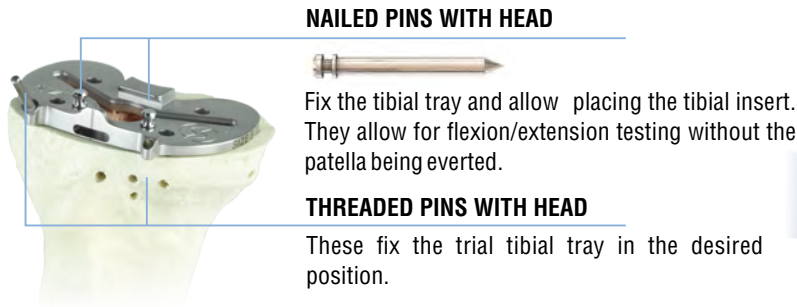 NAILED PINS WITH HEAD
Fix the tibial tray and allow placing the tibial insert.
They allow for flexion/extension testing without the
patella being everted.
THREADED PINS WITH HEAD
These fix the trial tibial tray in the desired
position.